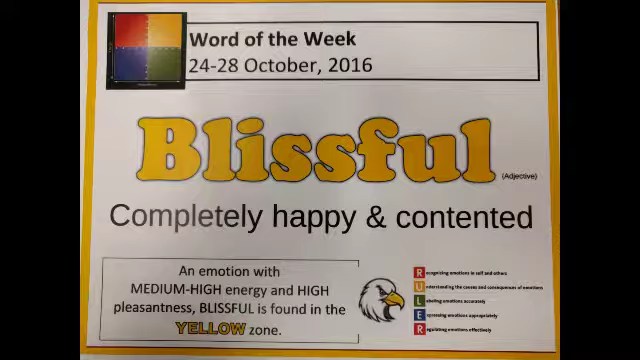 Word of the Week
24-28 October, 2016
Blissful (Adjective)
Completely happy & contented
An emotion with
MEDIUM-HIGH energy and HIGH
pleasantness, BLISSFUL is found in the
YELLOW zone.
Recognizing emotions in self and others
Understanding the causes and consequences of emotions
Labeling emotions accurately
Expressing emotions appropriately
Regulating emotions effectively